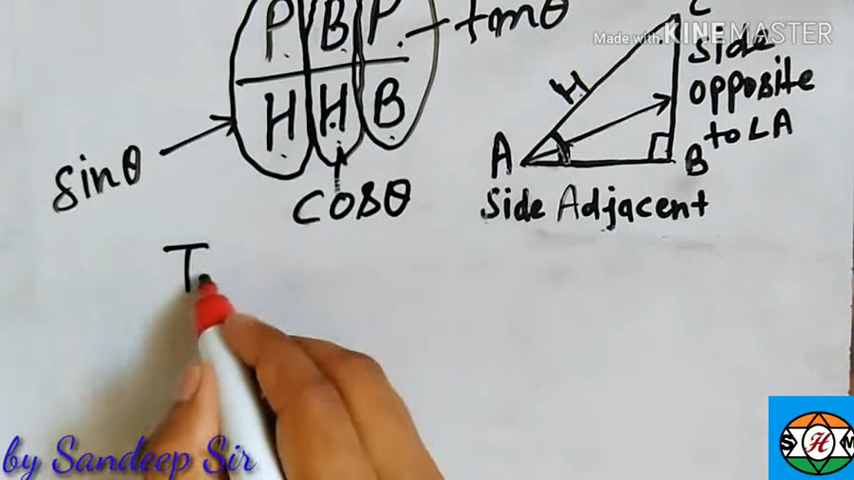 P B P
H H B
tanθ
sinθ
cosθ
C
H
Side
opposite
to ∠A
A
B
Side Adjacent
T
Made with KINEMASTER
by Sandeep Sir
S H M